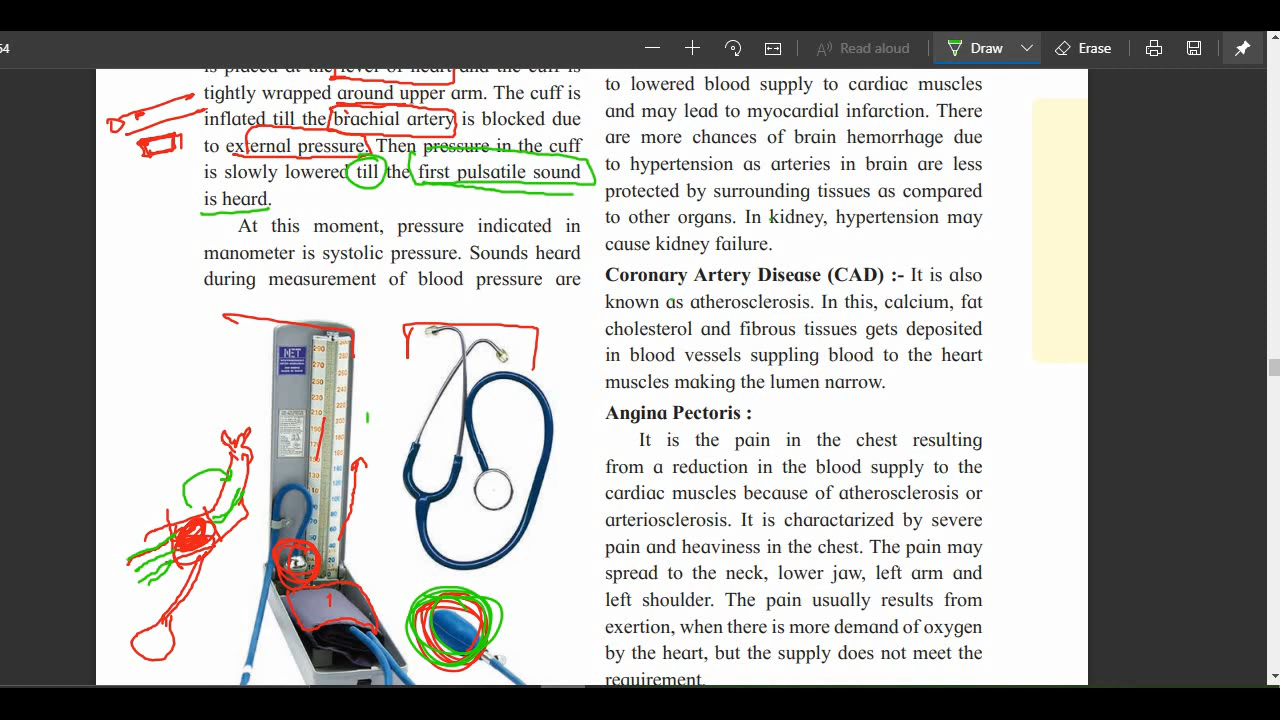 64
Read aloud
Draw
Erase
is placed at the level of heart and the cuff is
tightly wrapped around upper arm. The cuff is
inflated till the brachial artery is blocked due
to external pressure. Then pressure in the cuff
is slowly lowered till the first pulsatile sound
is heard.
At this moment, pressure indicated in
manometer is systolic pressure. Sounds heard
during measurement of blood pressure are
NET
1
to lowered blood supply to cardiac muscles
and may lead to myocardial infarction. There
are more chances of brain hemorrhage due
to hypertension as arteries in brain are less
protected by surrounding tissues as compared
to other organs. In kidney, hypertension may
cause kidney failure.
Coronary Artery Disease (CAD) :- It is also
known as atherosclerosis. In this, calcium, fat
cholesterol and fibrous tissues gets deposited
in blood vessels suppling blood to the heart
muscles making the lumen narrow.
Angina Pectoris :
It is the pain in the chest resulting
from a reduction in the blood supply to the
cardiac muscles because of atherosclerosis or
arteriosclerosis. It is charactarized by severe
pain and heaviness in the chest. The pain may
spread to the neck, lower jaw, left arm and
left shoulder. The pain usually results from
exertion, when there is more demand of oxygen
by the heart, but the supply does not meet the
requirement.